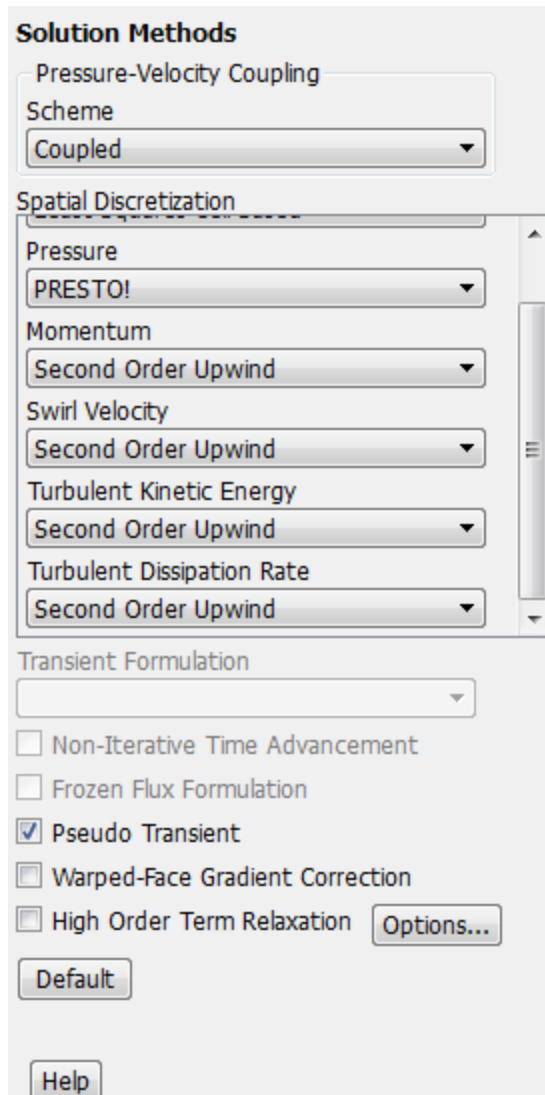 Solution Methods
Pressure-Velocity Coupling
Scheme
Coupled
Spatial Discretization
Pressure
PRESTO!
Momentum
Second Order Upwind
Swirl Velocity
Second Order Upwind
Turbulent Kinetic Energy
Second Order Upwind
Turbulent Dissipation Rate
Second Order Upwind
Transient Formulation
Non-Iterative Time Advancement
Frozen Flux Formulation
Pseudo Transient
Warped-Face Gradient Correction
High Order Term Relaxation Options...
Default
Help